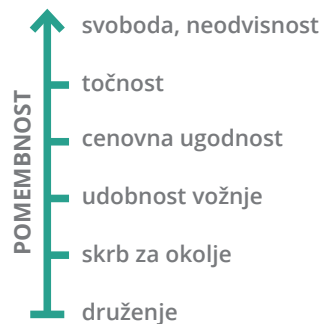 svoboda, neodvisnost
točnost
cenovna ugodnost
udobnost vožnje
skrb za okolje
druženje
POMEMBNOST